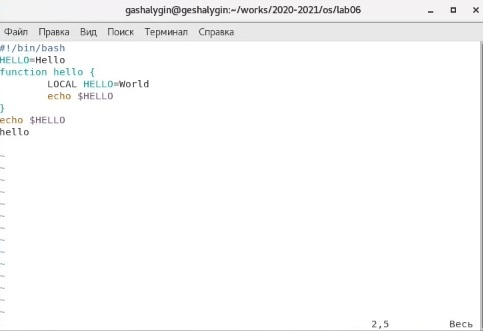 gashalygin@geshalygin:~/works/2020-2021/os/lab06
Файл Правка Вид Поиск Терминал Справка
#!/bin/bash
HELLO=Hello
function hello {
        LOCAL HELLO=World
        echo $HELLO
}
echo $HELLO
hello
~
~
~
~
~
~
~
~
~
~
~
~
~
~
2,5 Весь